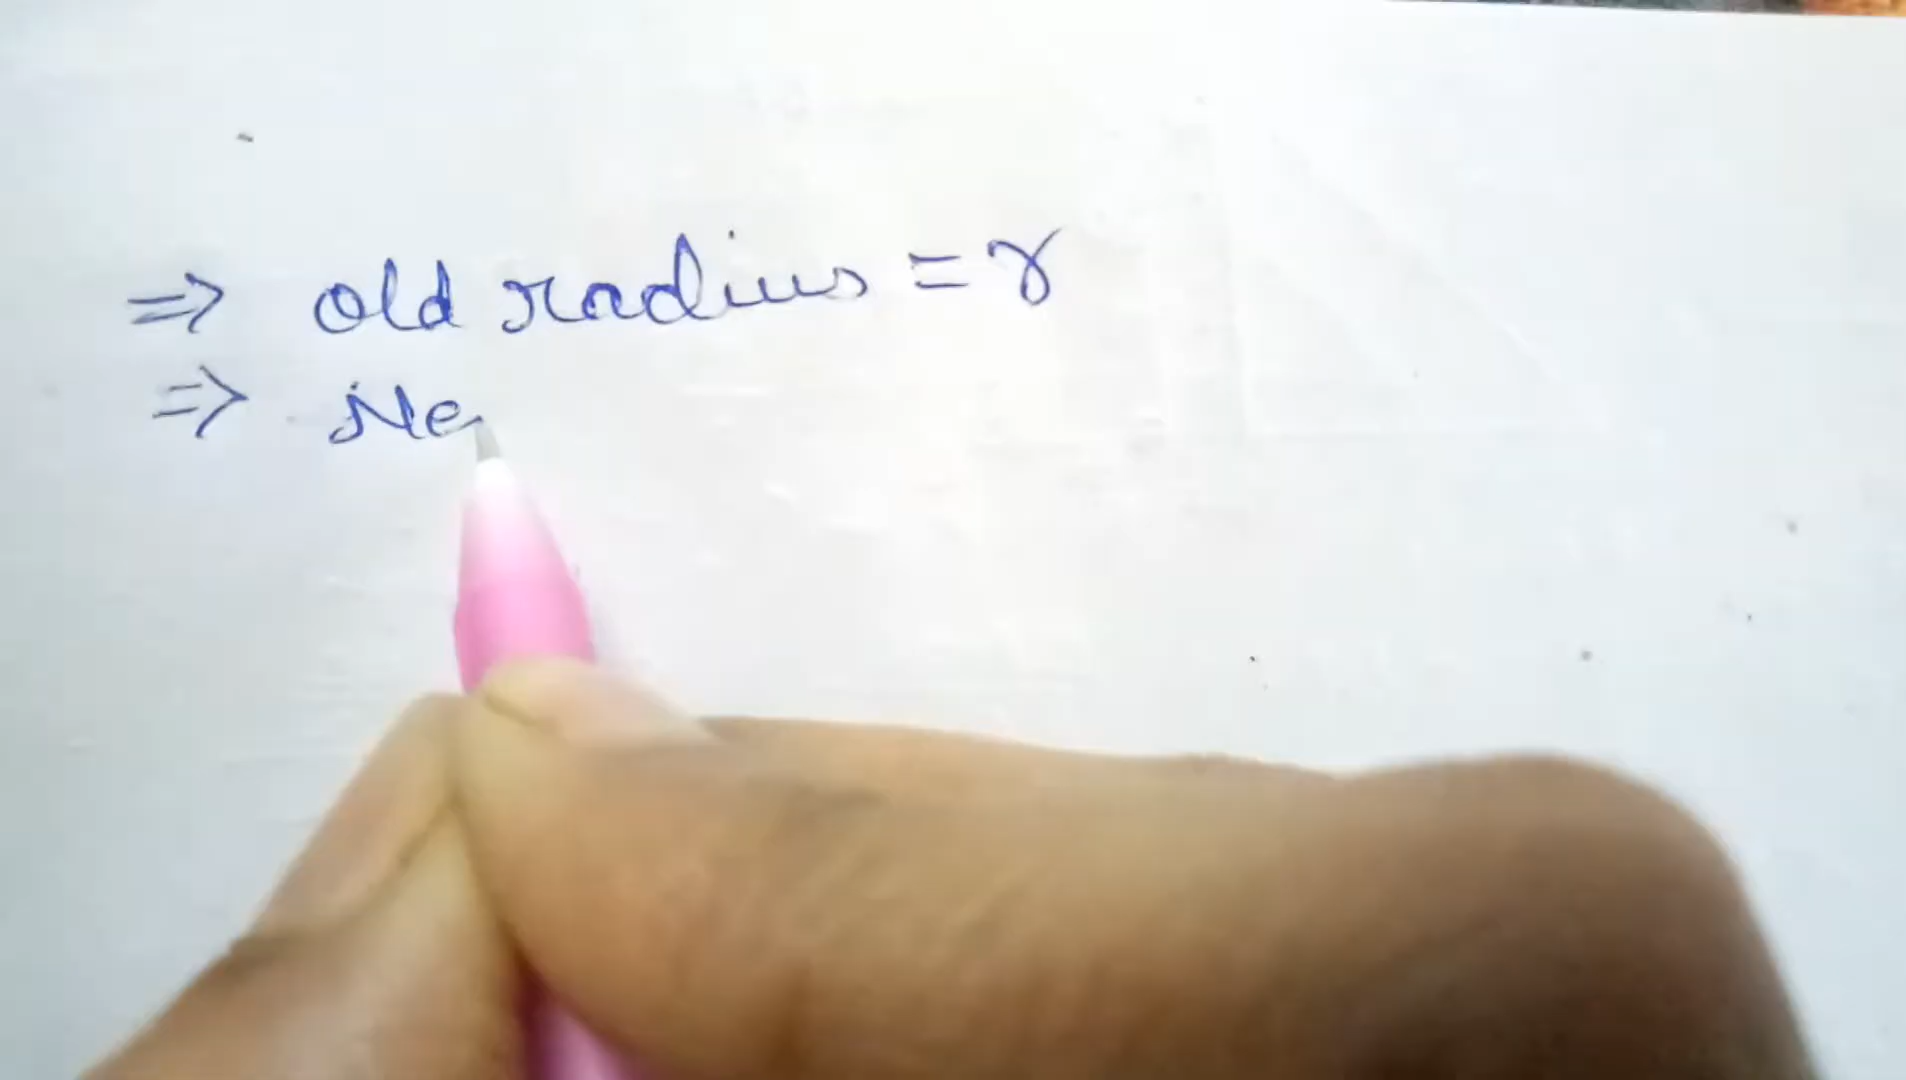 ⇒ old radius = r
⇒ Ne